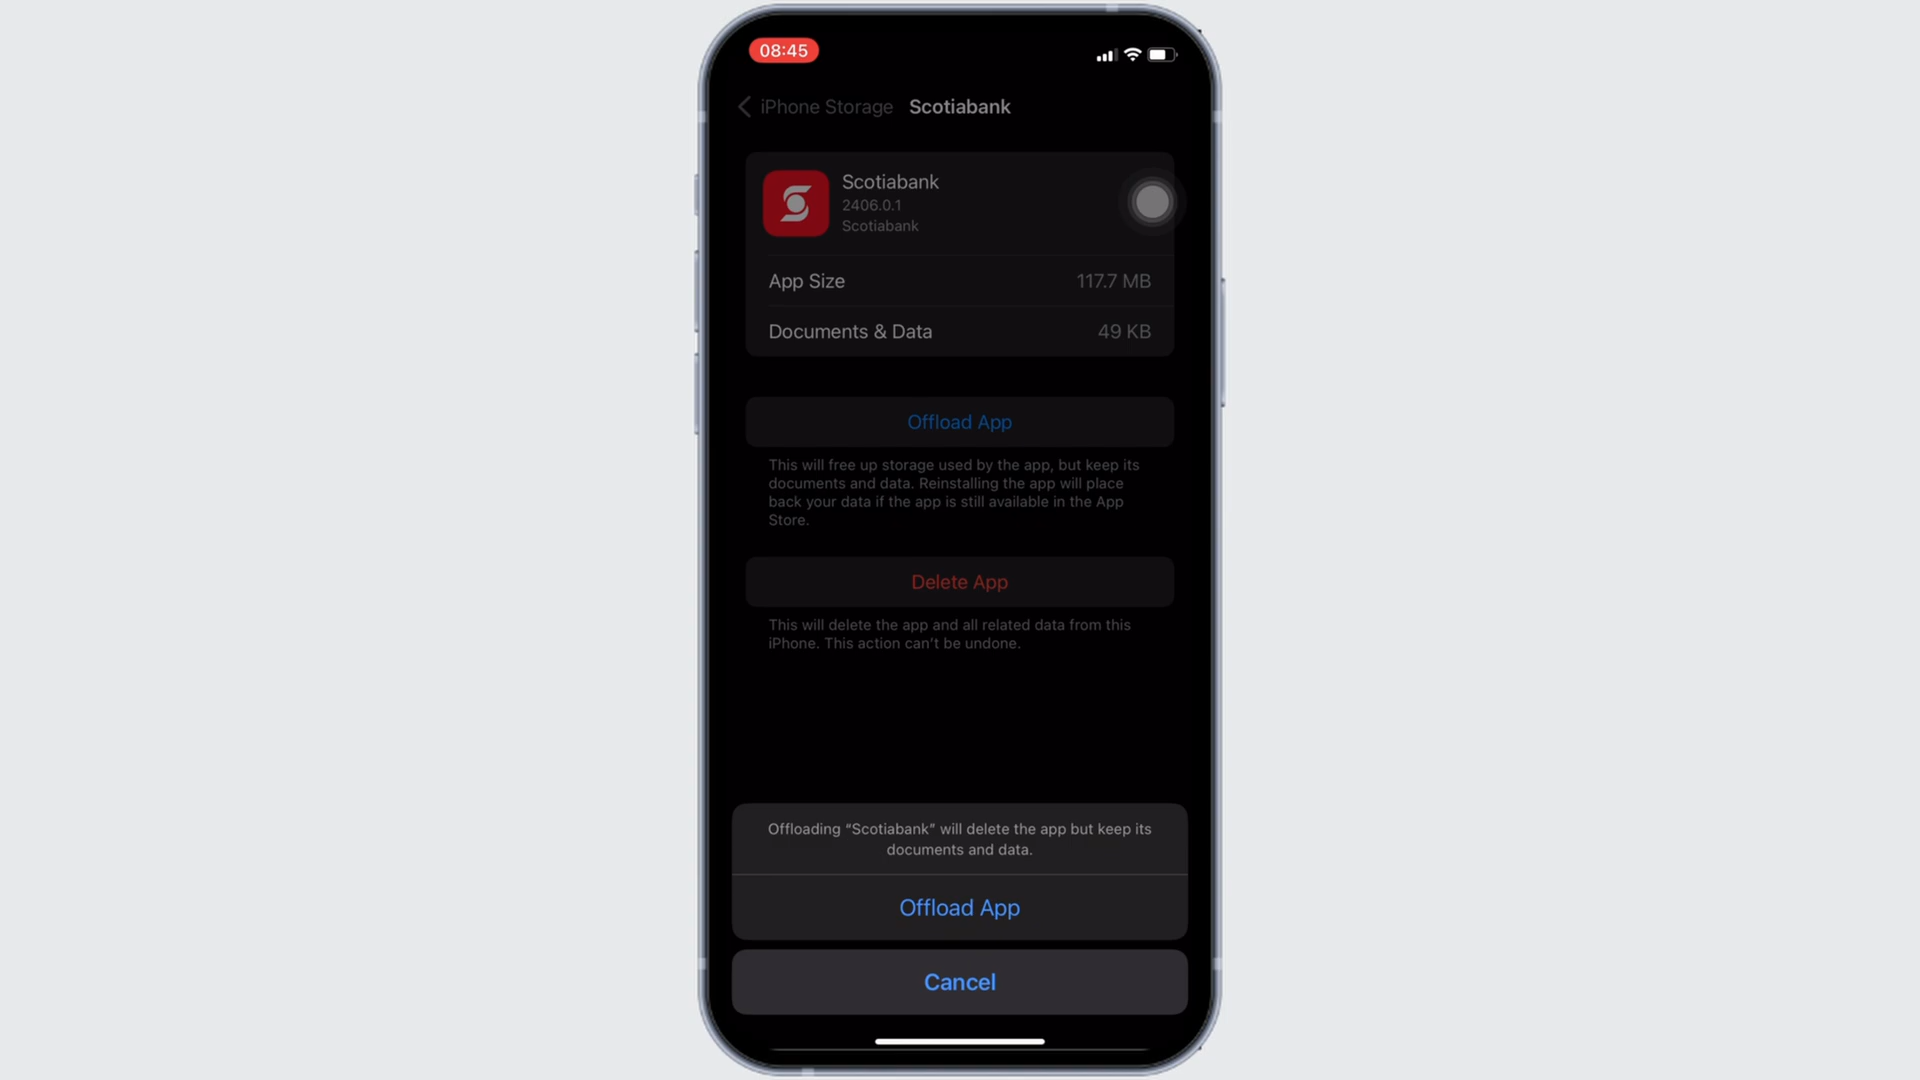 08:45
iPhone Storage Scotiabank
Scotiabank
2406.0.1
Scotiabank
App Size 117.7 MB
Documents & Data 49 KB
Offload App
This will free up storage used by the app, but keep its
documents and data. Reinstalling the app will place
back your data if the app is still available in the App
Store.
Delete App
This will delete the app and all related data from this
iPhone. This action can't be undone.
Offloading “Scotiabank” will delete the app but keep its
documents and data.
Offload App
Cancel